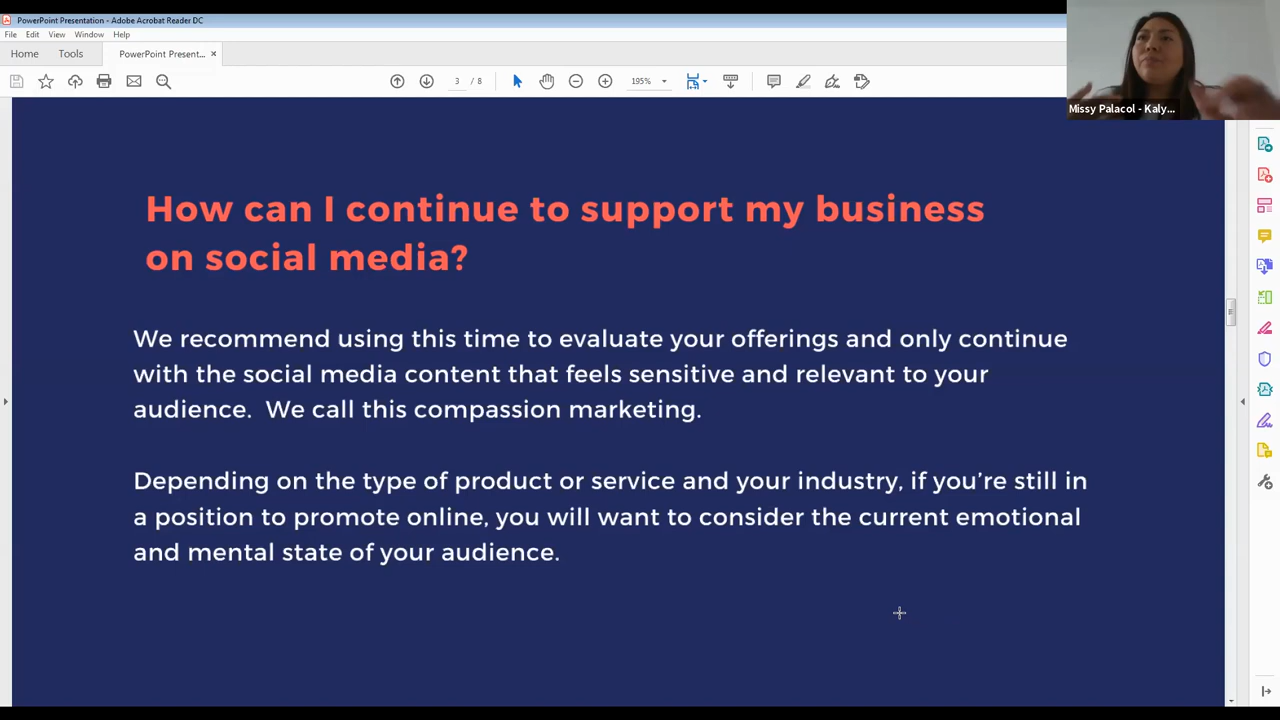 PowerPoint Presentation - Adobe Acrobat Reader DC
File Edit View Window Help
Home Tools PowerPoint Present... ×
3 / 8 195%
Missy Palacol - Kaly...
How can I continue to support my business
on social media?
We recommend using this time to evaluate your offerings and only continue
with the social media content that feels sensitive and relevant to your
audience. We call this compassion marketing.
Depending on the type of product or service and your industry, if you’re still in
a position to promote online, you will want to consider the current emotional
and mental state of your audience.